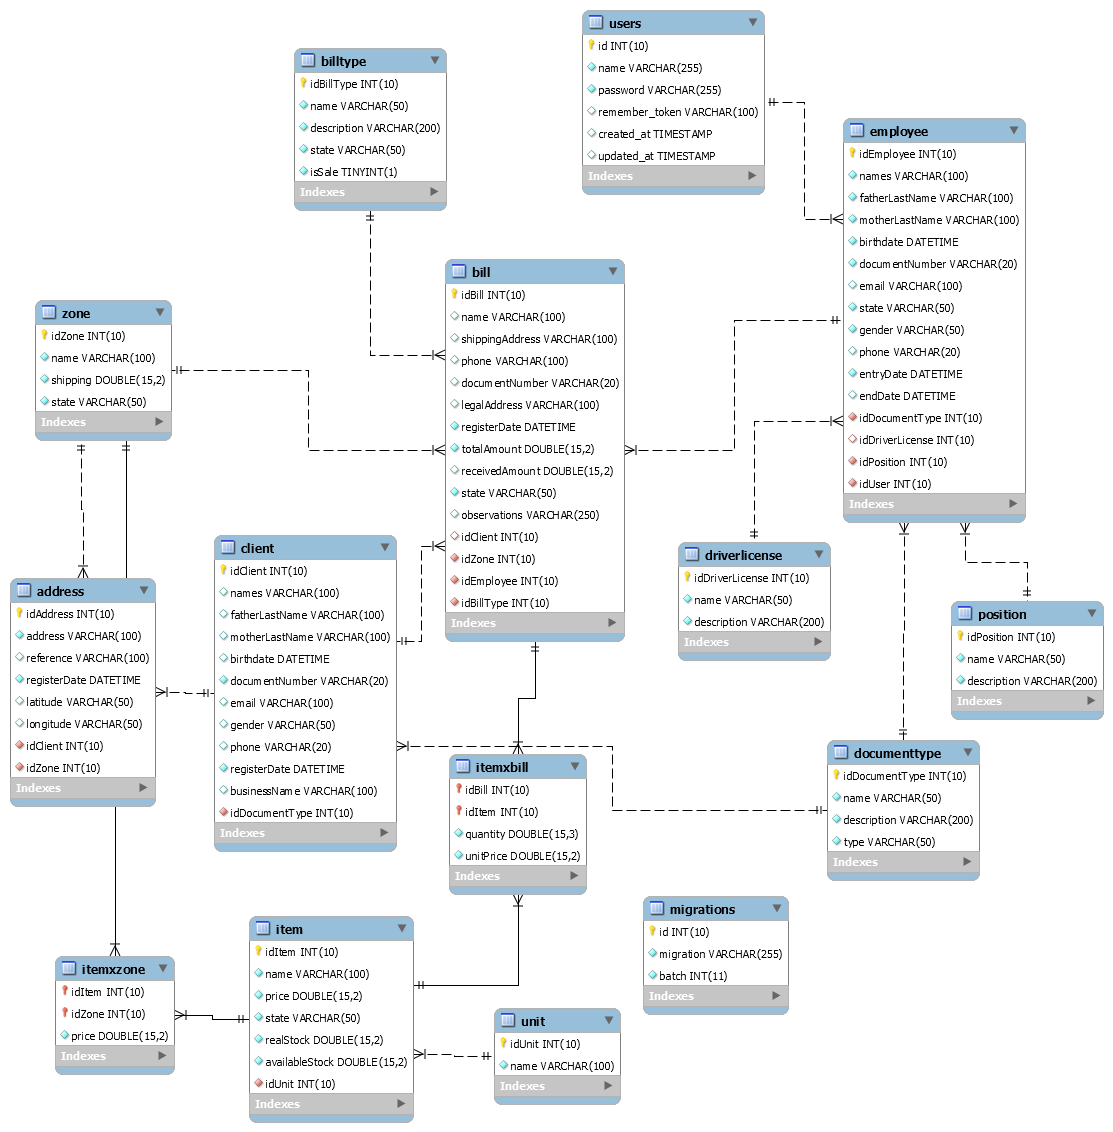 users
id INT(10)
name VARCHAR(255)
password VARCHAR(255)
remember_token VARCHAR(100)
created_at TIMESTAMP
updated_at TIMESTAMP
Indexes
billtype
idBillType INT(10)
name VARCHAR(50)
description VARCHAR(200)
state VARCHAR(50)
isSale TINYINT(1)
Indexes
employee
idEmployee INT(10)
names VARCHAR(100)
fatherLastName VARCHAR(100)
motherLastName VARCHAR(100)
birthdate DATETIME
documentNumber VARCHAR(20)
email VARCHAR(100)
state VARCHAR(50)
gender VARCHAR(50)
phone VARCHAR(20)
entryDate DATETIME
endDate DATETIME
idDocumentType INT(10)
idDriverLicense INT(10)
idPosition INT(10)
idUser INT(10)
Indexes
bill
idBill INT(10)
name VARCHAR(100)
shippingAddress VARCHAR(100)
phone VARCHAR(100)
documentNumber VARCHAR(20)
legalAddress VARCHAR(100)
registerDate DATETIME
totalAmount DOUBLE(15,2)
receivedAmount DOUBLE(15,2)
state VARCHAR(50)
observations VARCHAR(250)
idClient INT(10)
idZone INT(10)
idEmployee INT(10)
idBillType INT(10)
Indexes
zone
idZone INT(10)
name VARCHAR(100)
shipping DOUBLE(15,2)
state VARCHAR(50)
Indexes
client
idClient INT(10)
names VARCHAR(100)
fatherLastName VARCHAR(100)
motherLastName VARCHAR(100)
birthdate DATETIME
documentNumber VARCHAR(20)
email VARCHAR(100)
gender VARCHAR(50)
phone VARCHAR(20)
registerDate DATETIME
businessName VARCHAR(100)
idDocumentType INT(10)
Indexes
driverlicense
idDriverLicense INT(10)
name VARCHAR(50)
description VARCHAR(200)
Indexes
address
idAddress INT(10)
address VARCHAR(100)
reference VARCHAR(100)
registerDate DATETIME
latitude VARCHAR(50)
longitude VARCHAR(50)
idClient INT(10)
idZone INT(10)
Indexes
position
idPosition INT(10)
name VARCHAR(50)
description VARCHAR(200)
Indexes
documenttype
idDocumentType INT(10)
name VARCHAR(50)
description VARCHAR(200)
type VARCHAR(50)
Indexes
itemxbill
idBill INT(10)
idItem INT(10)
quantity DOUBLE(15,3)
unitPrice DOUBLE(15,2)
Indexes
migrations
id INT(10)
migration VARCHAR(255)
batch INT(11)
Indexes
item
idItem INT(10)
name VARCHAR(100)
price DOUBLE(15,2)
state VARCHAR(50)
realStock DOUBLE(15,2)
availableStock DOUBLE(15,2)
idUnit INT(10)
Indexes
itemxzone
idItem INT(10)
idZone INT(10)
price DOUBLE(15,2)
Indexes
unit
idUnit INT(10)
name VARCHAR(100)
Indexes